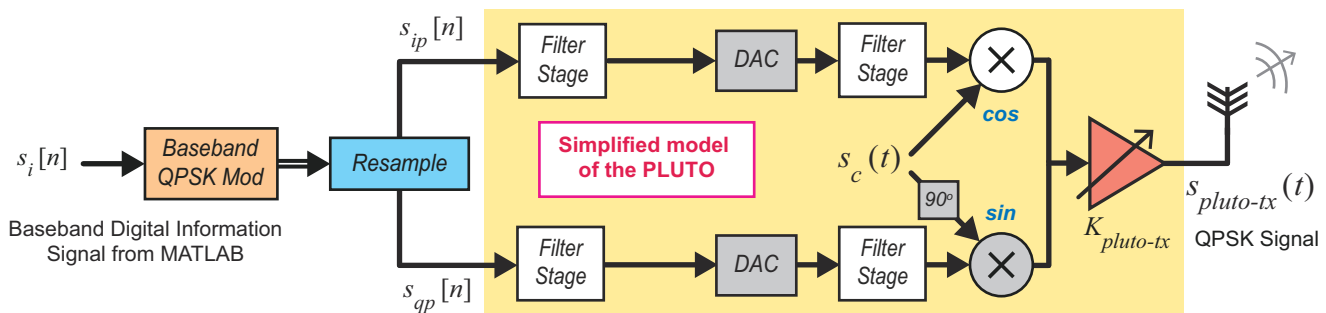 s_ip[n]
Filter
Stage
DAC
Filter
Stage
cos
s_i[n]
Baseband
QPSK Mod
Resample
Simplified model
of the PLUTO
s_c(t)
90º
sin
K_pluto-tx
s_pluto-tx(t)
QPSK Signal
Baseband Digital Information
Signal from MATLAB
s_qp[n]
Filter
Stage
DAC
Filter
Stage